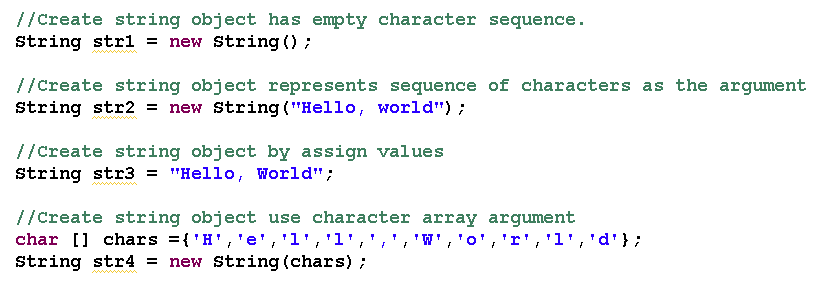 //Create string object has empty character sequence.
String str1 = new String();
//Create string object represents sequence of characters as the argument
String str2 = new String("Hello, world");
//Create string object by assign values
String str3 = "Hello, World";
//Create string object use character array argument
char [] chars ={'H','e','l','l',',','W','o','r','l','d'};
String str4 = new String(chars);